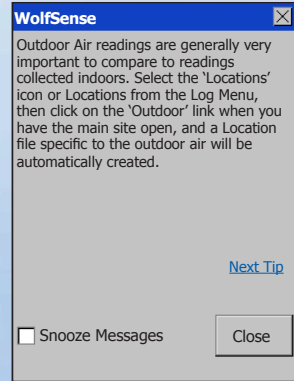 WolfSense
Outdoor Air readings are generally very
important to compare to readings
collected indoors. Select the ‘Locations’
icon or Locations from the Log Menu,
then click on the ‘Outdoor’ link when you
have the main site open, and a Location
file specific to the outdoor air will be
automatically created.
Next Tip
Snooze Messages
Close